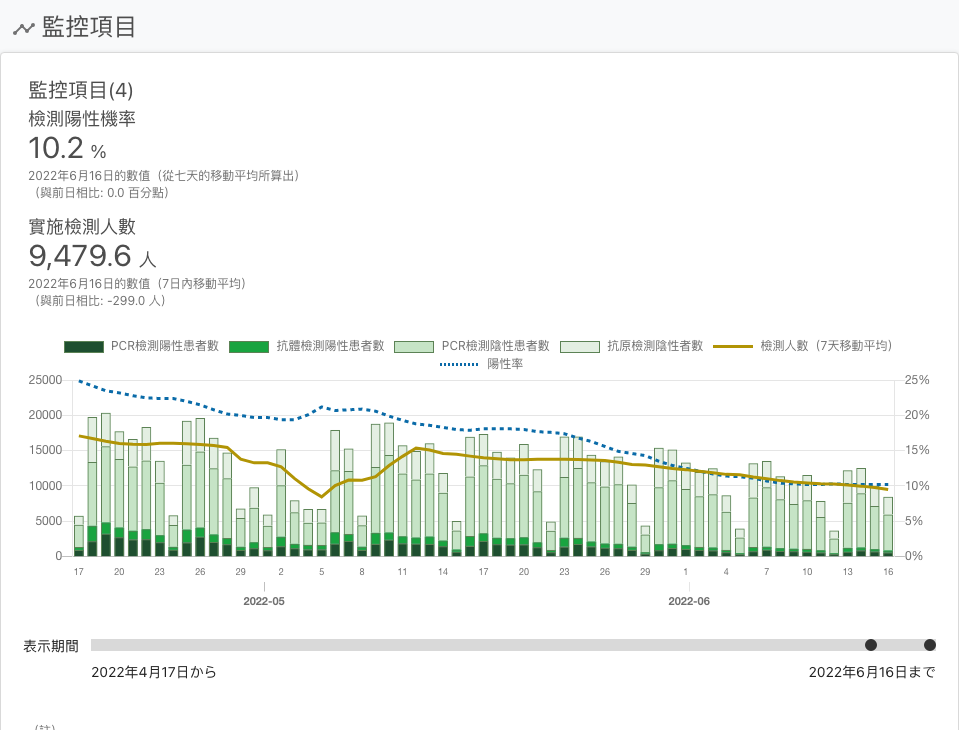 監控項目
監控項目(4)
檢測陽性機率
10.2 %
2022年6月16日的數值（從七天的移動平均所算出）
（與前日相比: 0.0 百分點）
實施檢測人數
9,479.6 人
2022年6月16日的數值（7日內移動平均）
（與前日相比: -299.0 人）
PCR檢測陽性患者數 抗體檢測陽性患者數 PCR檢測陰性患者數 抗原檢測陰性者數 檢測人數（7天移動平均）
陽性率
25000 25%
20000 20%
15000 15%
10000 10%
5000 5%
0 0%
17 20 23 26 29 2 5 8 11 14 17 20 23 26 29 1 4 7 10 13 16
2022-05 2022-06
表示期間
2022年4月17日から 2022年6月16日まで